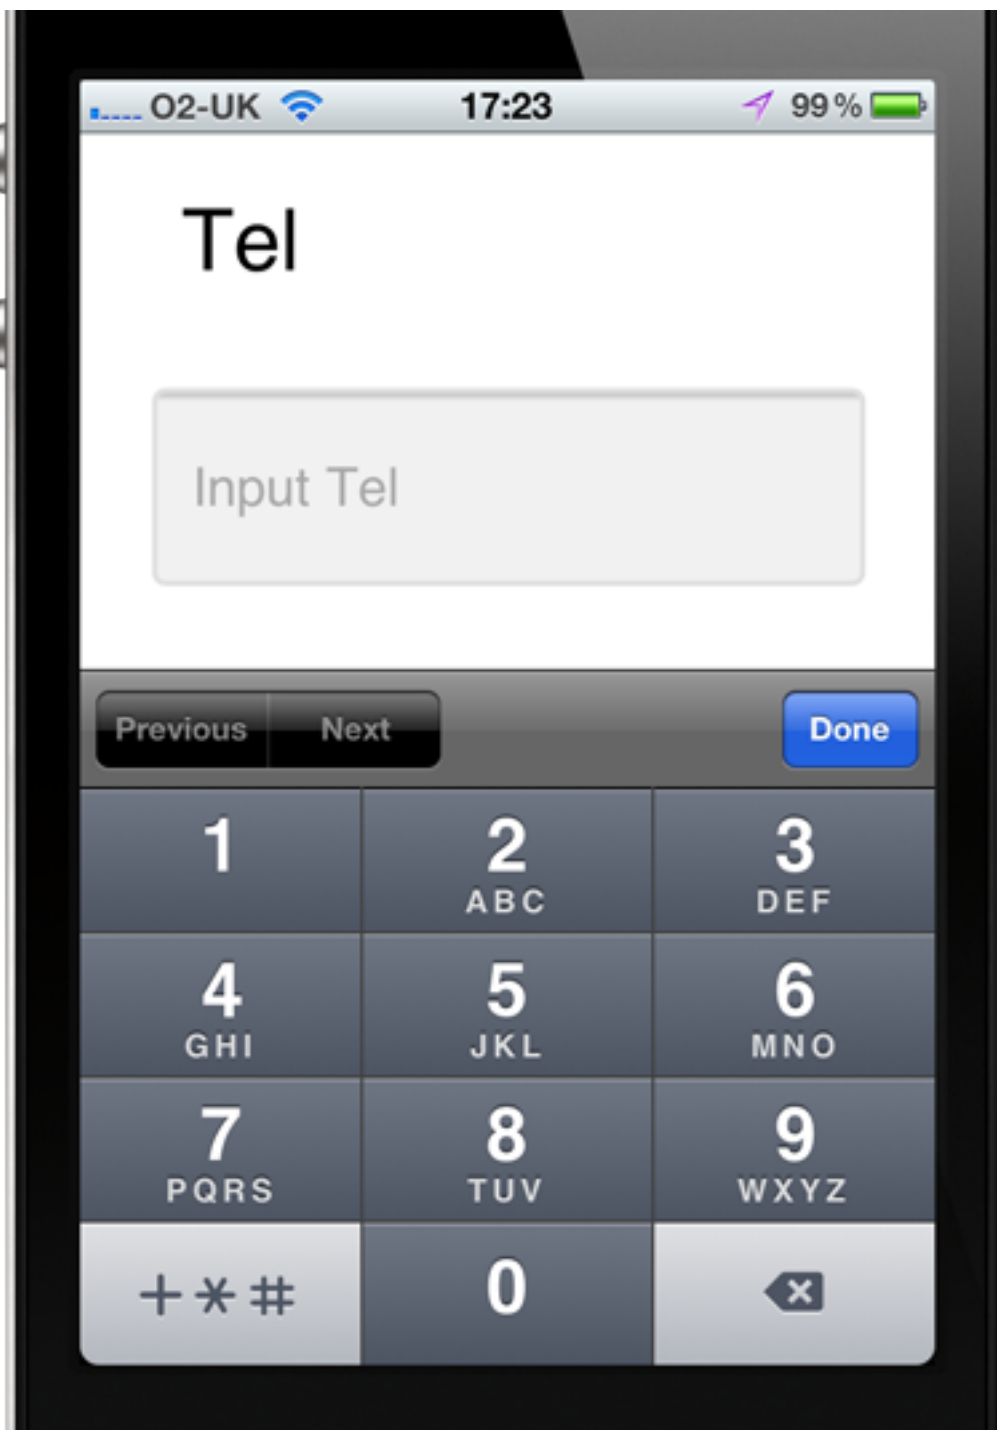 O2-UK 17:23 99%
Tel
Input Tel
Previous Next Done
1 2 3
ABC DEF
4 5 6
GHI JKL MNO
7 8 9
PQRS TUV WXYZ
+*# 0